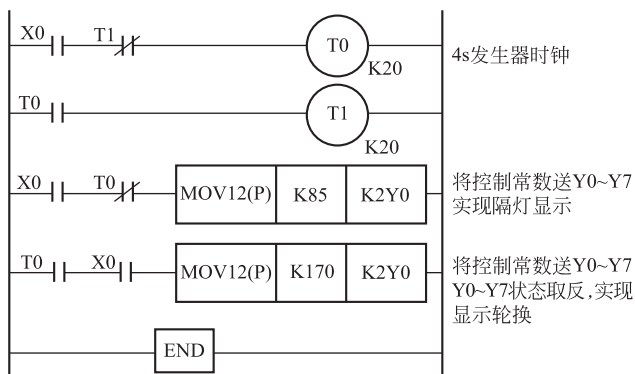 X0 T1 T0 K20
4s发生器时钟
T0 T1 K20
X0 T0 MOV12(P) K85 K2Y0
将控制常数送Y0~Y7
实现隔灯显示
T0 X0 MOV12(P) K170 K2Y0
将控制常数送Y0~Y7
Y0~Y7状态取反,实现
显示轮换
END